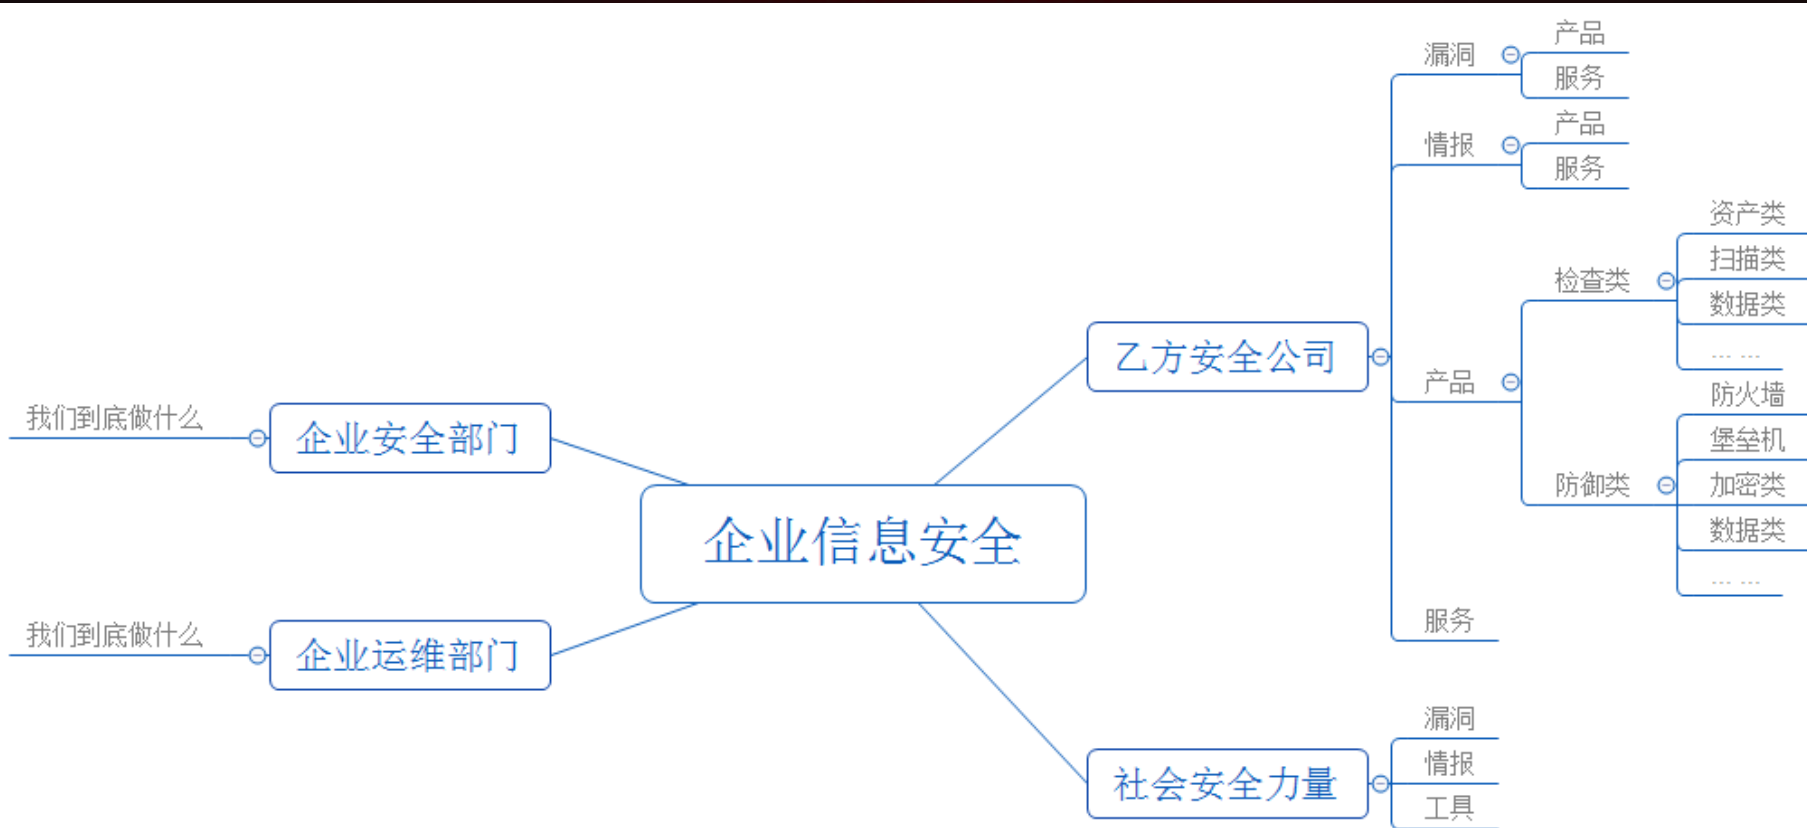 企业信息安全
乙方安全公司
漏洞
产品
服务
情报
产品
服务
产品
检查类
资产类
扫描类
数据类
... ...
防御类
防火墙
堡垒机
加密类
数据类
... ...
服务
社会安全力量
漏洞
情报
工具
企业安全部门
我们到底做什么
企业运维部门
我们到底做什么